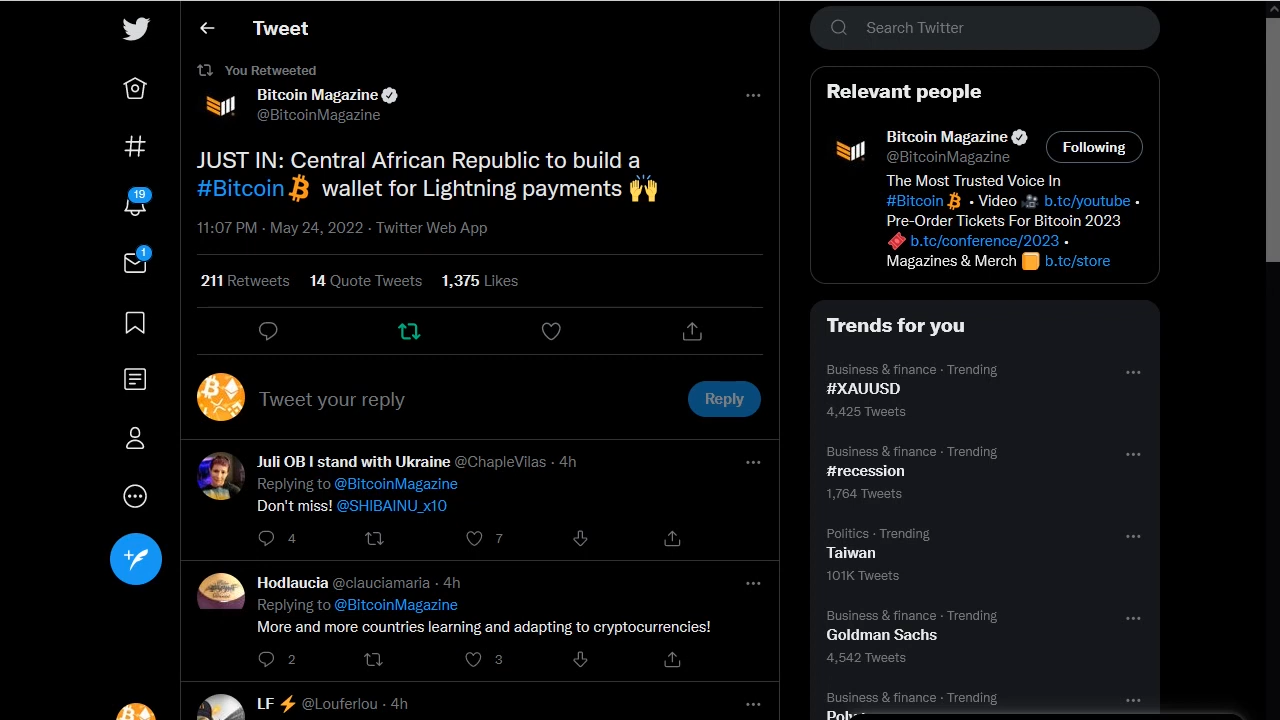 Tweet
You Retweeted
Bitcoin Magazine
@BitcoinMagazine
JUST IN: Central African Republic to build a
#Bitcoin wallet for Lightning payments 🙌
11:07 PM · May 24, 2022 · Twitter Web App
211 Retweets 14 Quote Tweets 1,375 Likes
Tweet your reply
Reply
Juli OB I stand with Ukraine @ChapleVilas · 4h
Replying to @BitcoinMagazine
Don't miss! @SHIBAINU_x10
4 7
Hodlaucia @clauciamaria · 4h
Replying to @BitcoinMagazine
More and more countries learning and adapting to cryptocurrencies!
2 3
LF ⚡ @Louferlou · 4h
19
1
Search Twitter
Relevant people
Bitcoin Magazine
@BitcoinMagazine
Following
The Most Trusted Voice In
#Bitcoin • Video 🎥 b.tc/youtube •
Pre-Order Tickets For Bitcoin 2023
🎟️ b.tc/conference/2023 •
Magazines & Merch 📙 b.tc/store
Trends for you
Business & finance · Trending
#XAUUSD
4,425 Tweets
Business & finance · Trending
#recession
1,764 Tweets
Politics · Trending
Taiwan
101K Tweets
Business & finance · Trending
Goldman Sachs
4,542 Tweets
Business & finance · Trending